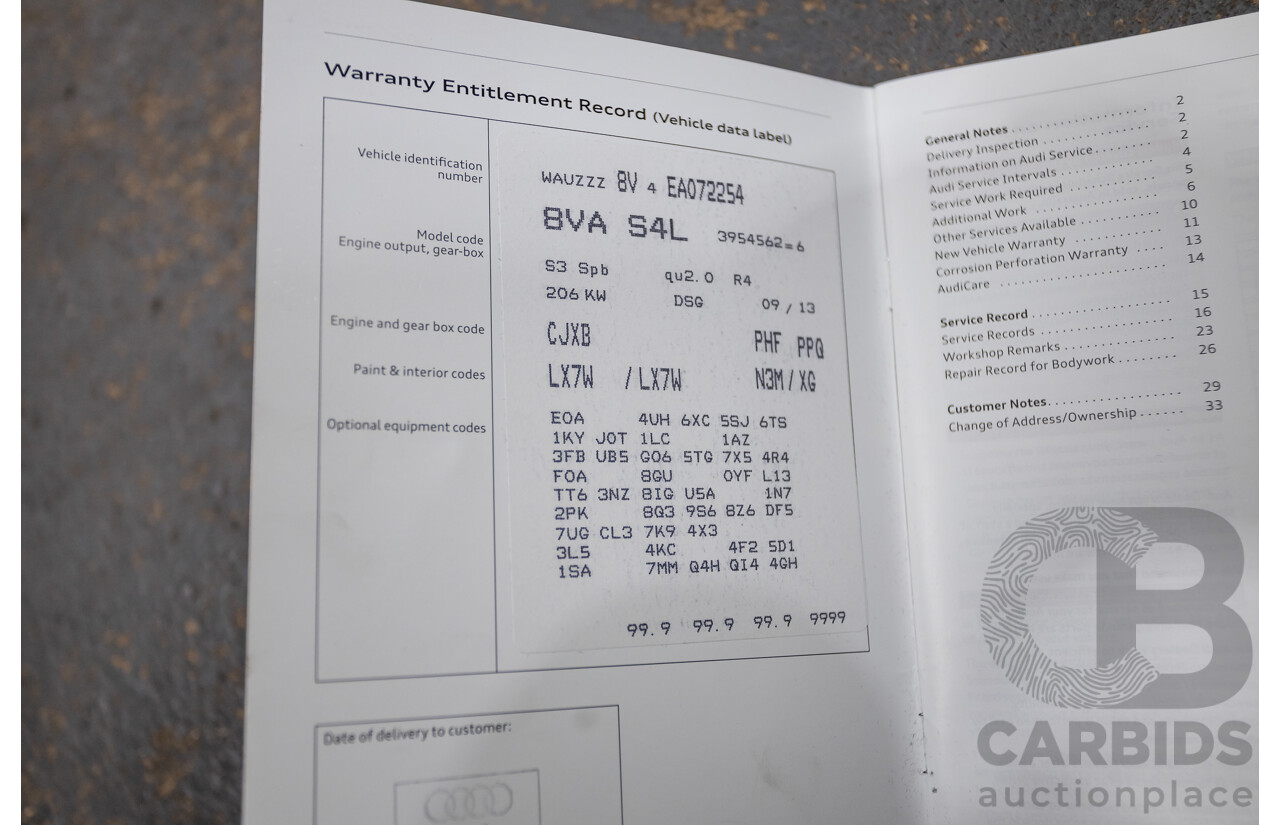 Warranty Entitlement Record (Vehicle data label)
Vehicle identification
number
WAUZZZ 8V 4 EA072254
Model code
8VA S4L 3954562=6
Engine output, gear-box
S3 Spb qu2.0 R4
206 KW DSG 09 / 13
Engine and gear box code
CJXB PHF PPQ
Paint & interior codes
LX7W / LX7W N3M / XG
Optional equipment codes
E0A 4UH 6XC 5SJ 6TS
1KY J0T 1LC 1AZ
3FB UB5 G06 5TG 7X5 4R4
F0A 8GU 0YF L13
TT6 3NZ 8IG U5A 1N7
2PK 8Q3 9S6 8Z6 DF5
7UG CL3 7K9 4X3
3L5 4KC 4F2 5D1
1SA 7MM Q4H QI4 4GH
99.9 99.9 99.9 9999
Date of delivery to customer:
General Notes 2
Delivery Inspection 2
Information on Audi Service 2
Audi Service Intervals 4
Service Work Required 5
Additional Work 6
Other Services Available 10
New Vehicle Warranty 11
Corrosion Perforation Warranty 13
AudiCare 14
Service Record 15
Service Records 16
Workshop Remarks 23
Repair Record for Bodywork 26
Customer Notes 29
Change of Address/Ownership 33
CB
CARBIDS
auctionplace